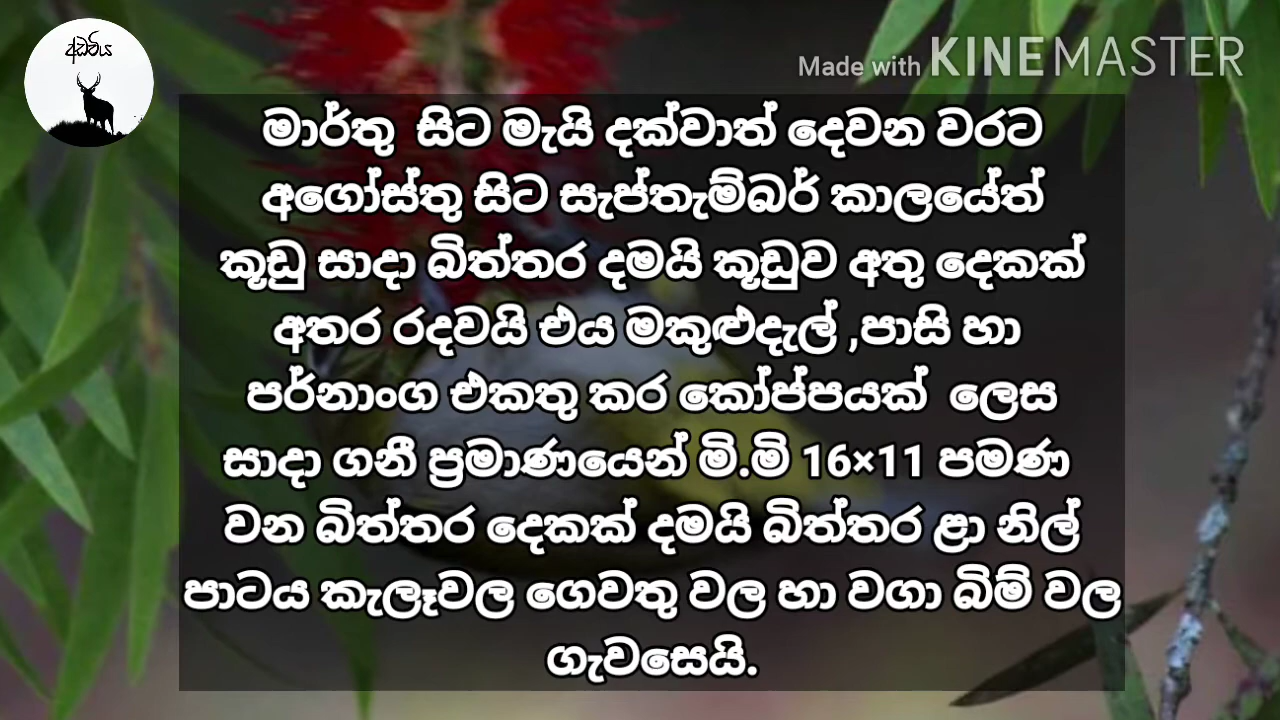 අඩවිය
Made with KINEMASTER
මාර්තු සිට මැයි දක්වාත් දෙවන වරට
අගෝස්තු සිට සැප්තැම්බර් කාලයේත්
කූඩු සාදා බිත්තර දමයි කූඩුව අතු දෙකක්
අතර රදවයි එය මකුළුදැල් ,පාසි හා
පර්නාංග එකතු කර කෝප්පයක් ලෙස
සාදා ගනී ප්‍රමාණයෙන් මි.මි 16×11 පමණ
වන බිත්තර දෙකක් දමයි බිත්තර ළා නිල්
පාටය කැලෑවල ගෙවතු වල හා වගා බිම් වල
ගැවසෙයි.